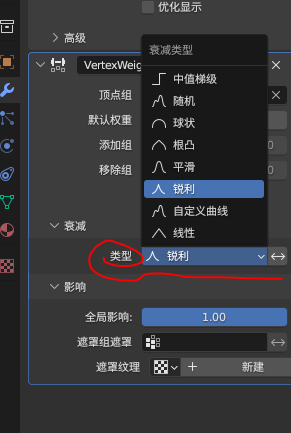 优化显示
高级
衰减类型
VertexWeig
中值梯级
顶点组
随机
默认权重
球状
添加组
根凸
移除组
平滑
锐利
自定义曲线
衰减
线性
类型 锐利
影响
全局影响: 1.00
遮罩组遮罩
遮罩纹理 新建